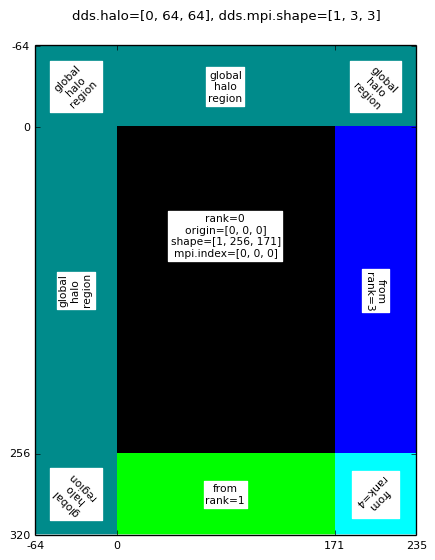 dds.halo=[0, 64, 64], dds.mpi.shape=[1, 3, 3]
-64
global
halo
region
global
halo
region
global
halo
region
0
rank=0
origin=[0, 0, 0]
shape=[1, 256, 171]
mpi.index=[0, 0, 0]
global
halo
region
from
rank=3
256
global
halo
region
from
rank=1
from
rank=4
320
-64
0
171
235